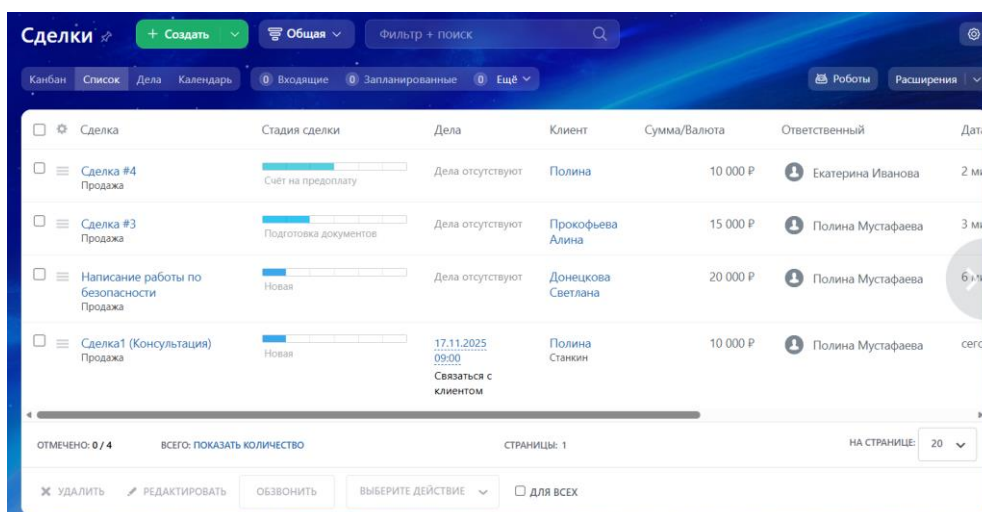 Сделки + Создать Общая Фильтр + поиск
Канбан Список Дела Календарь 0 Входящие 0 Запланированные 0 Ещё Роботы Расширения
Сделка Стадия сделки Дела Клиент Сумма/Валюта Ответственный Дата
Сделка #4 Дела отсутствуют Полина 10 000 ₽ Екатерина Иванова 2
Продажа Счёт на предоплату
Сделка #3 Дела отсутствуют Прокофьева 15 000 ₽ Полина Мустафаева 3
Продажа Подготовка документов Алина
Написание работы по Дела отсутствуют Донецкова 20 000 ₽ Полина Мустафаева 6
безопасности Новая Светлана
Продажа
Сделка1 (Консультация) 17.11.2025 Полина 10 000 ₽ Полина Мустафаева
Продажа Новая 09:00 Станкин
Связаться с
клиентом
ОТМЕЧЕНО: 0 / 4 ВСЕГО: ПОКАЗАТЬ КОЛИЧЕСТВО СТРАНИЦЫ: 1 НА СТРАНИЦЕ: 20
УДАЛИТЬ РЕДАКТИРОВАТЬ ОБЗВОНИТЬ ВЫБЕРИТЕ ДЕЙСТВИЕ ДЛЯ ВСЕХ